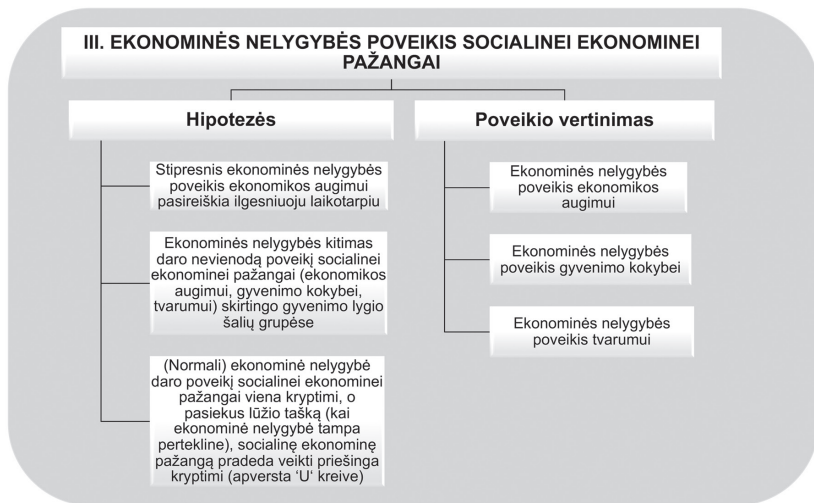 III. EKONOMINĖS NELYGYBĖS POVEIKIS SOCIALINEI EKONOMINEI
PAŽANGAI
Hipotezės
Stipresnis ekonominės nelygybės
poveikis ekonomikos augimui
pasireiškia ilgesniuoju laikotarpiu
Ekonominės nelygybės kitimas
daro nevienodą poveikį socialinei
ekonominei pažangai (ekonomikos
augimui, gyvenimo kokybei,
tvarumui) skirtingo gyvenimo lygio
šalių grupėse
(Normali) ekonominė nelygybė
daro poveikį socialinei ekonominei
pažangai viena kryptimi, o
pasiekus lūžio tašką (kai
ekonominė nelygybė tampa
pertekline), socialinę ekonominę
pažangą pradeda veikti priešinga
kryptimi (apversta ‘U‘ kreive)
Poveikio vertinimas
Ekonominės nelygybės
poveikis ekonomikos
augimui
Ekonominės nelygybės
poveikis gyvenimo kokybei
Ekonominės nelygybės
poveikis tvarumui